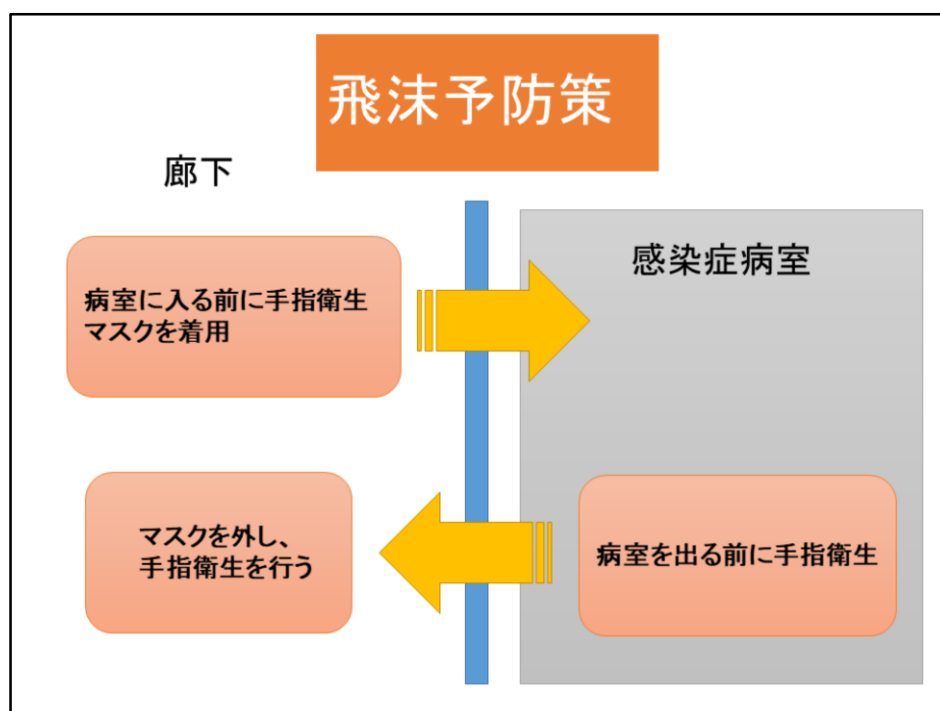 飛沫予防策
廊下
感染症病室
病室に入る前に手指衛生
マスクを着用
マスクを外し、
手指衛生を行う
病室を出る前に手指衛生